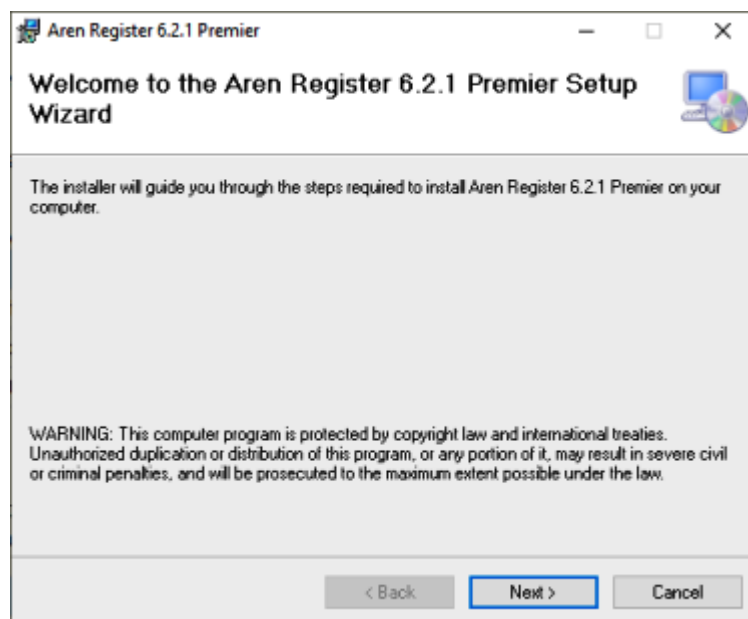 Aren Register 6.2.1 Premier
Welcome to the Aren Register 6.2.1 Premier Setup
Wizard
The installer will guide you through the steps required to install Aren Register 6.2.1 Premier on your
computer.
WARNING: This computer program is protected by copyright law and international treaties.
Unauthorized duplication or distribution of this program, or any portion of it, may result in severe civil
or criminal penalties, and will be prosecuted to the maximum extent possible under the law.
< Back Next > Cancel